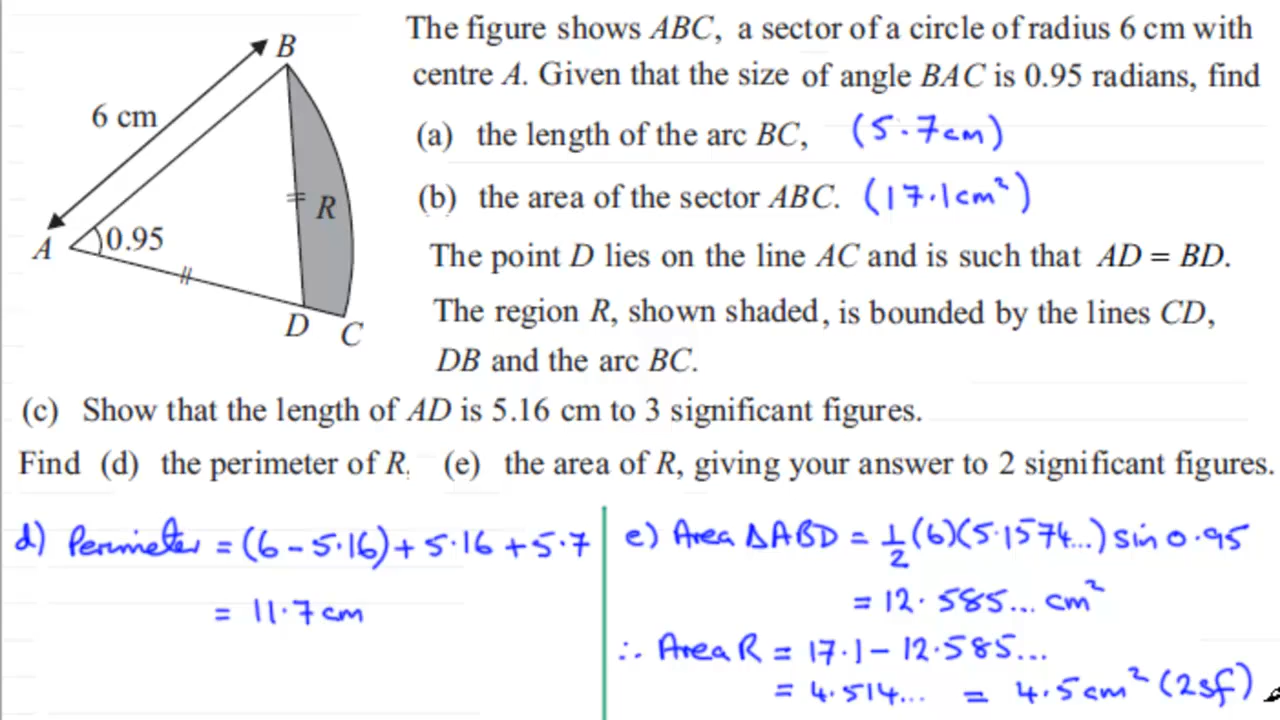 B
6 cm
R
A
0.95
D
C
The figure shows ABC, a sector of a circle of radius 6 cm with
centre A. Given that the size of angle BAC is 0.95 radians, find
(a) the length of the arc BC, (5.7cm)
(b) the area of the sector ABC. (17.1cm²)
The point D lies on the line AC and is such that AD = BD.
The region R, shown shaded, is bounded by the lines CD,
DB and the arc BC.
(c) Show that the length of AD is 5.16 cm to 3 significant figures.
Find (d) the perimeter of R, (e) the area of R, giving your answer to 2 significant figures.
d) Perimeter = (6 - 5.16) + 5.16 + 5.7
= 11.7cm
e) Area ΔABD = 1/2 (6)(5.1574...) sin 0.95
= 12.585... cm²
∴ Area R = 17.1 - 12.585...
= 4.514... = 4.5cm² (2sf)